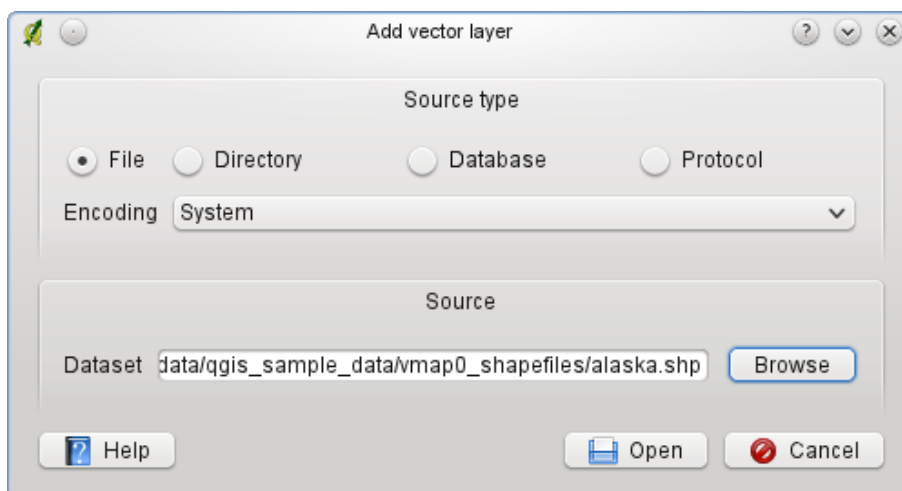 Add vector layer
Source type
File Directory Database Protocol
Encoding System
Source
Dataset data/qgis_sample_data/vmap0_shapefiles/alaska.shp Browse
Help Open Cancel